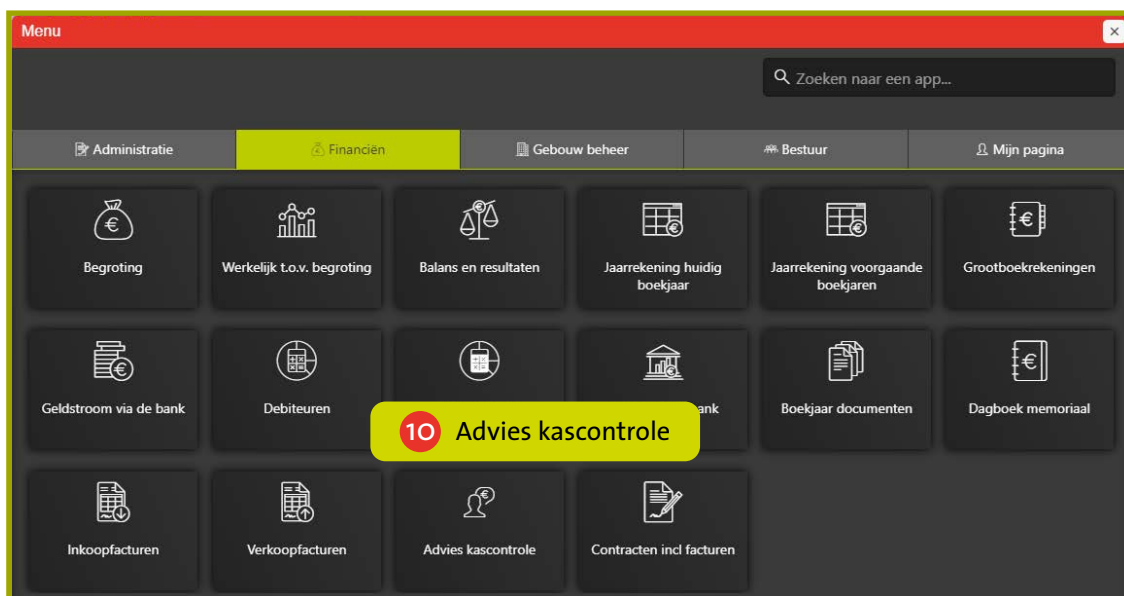 Menu
Zoeken naar een app...
Administratie
Financiën
Gebouw beheer
Bestuur
Mijn pagina
Begroting
Werkelijk t.o.v. begroting
Balans en resultaten
Jaarrekening huidig
boekjaar
Jaarrekening voorgaande
boekjaren
Grootboekrekeningen
Geldstroom via de bank
Debiteuren
Boekjaar documenten
Dagboek memoriaal
10 Advies kascontrole
Inkoopfacturen
Verkoopfacturen
Advies kascontrole
Contracten incl facturen